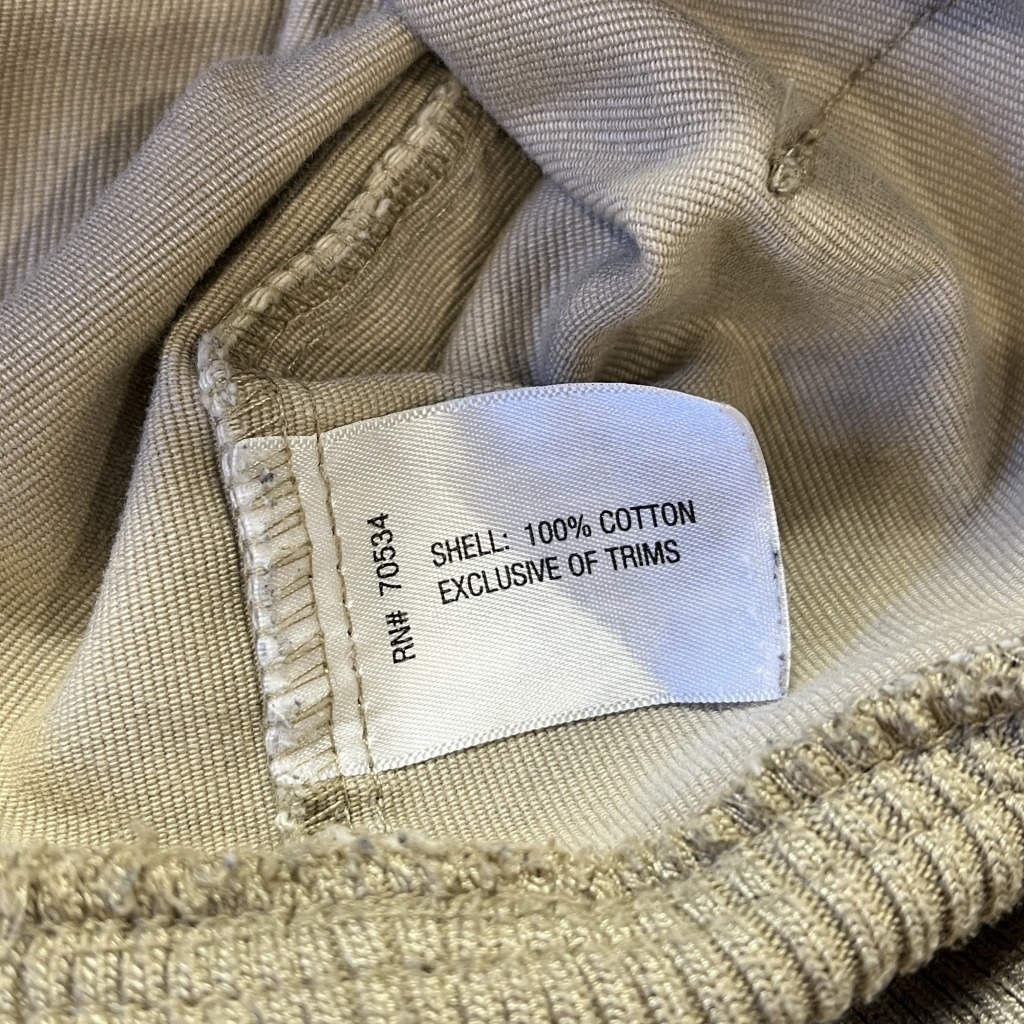 RN# 70534
SHELL: 100% COTTON
EXCLUSIVE OF TRIMS